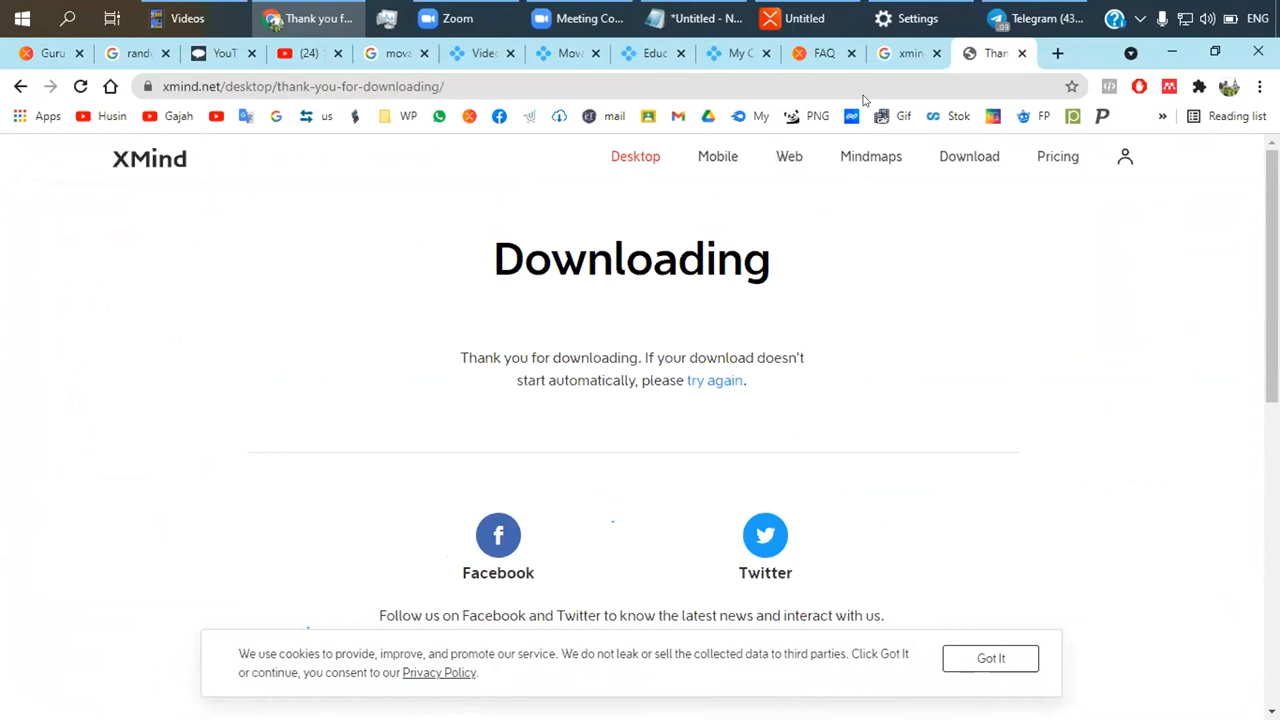 Videos
Thank you f...
Zoom
Meeting Co...
*Untitled - N...
Untitled
Settings
Telegram (43...
ENG
Guru
rand
YouT
(24)
mova
Video
Mova
Educ
My C
FAQ
xmin
Than
xmind.net/desktop/thank-you-for-downloading/
Apps
Husin
Gajah
us
WP
mail
My
PNG
Gif
Stok
FP
Reading list
XMind
Desktop
Mobile
Web
Mindmaps
Download
Pricing
Downloading
Thank you for downloading. If your download doesn't
start automatically, please try again.
Facebook
Twitter
Follow us on Facebook and Twitter to know the latest news and interact with us.
We use cookies to provide, improve, and promote our service. We do not leak or sell the collected data to third parties. Click Got It
or continue, you consent to our Privacy Policy.
Got It